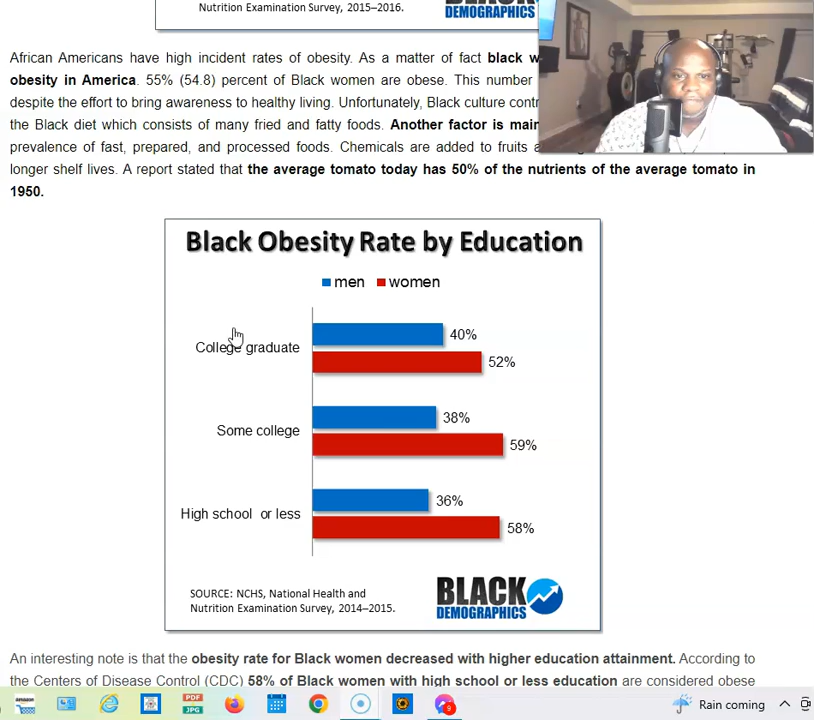 Nutrition Examination Survey, 2015–2016.
DEMOGRAPHICS
African Americans have high incident rates of obesity. As a matter of fact black w
obesity in America. 55% (54.8) percent of Black women are obese. This number
despite the effort to bring awareness to healthy living. Unfortunately, Black culture contr
the Black diet which consists of many fried and fatty foods. Another factor is main
prevalence of fast, prepared, and processed foods. Chemicals are added to fruits a
longer shelf lives. A report stated that the average tomato today has 50% of the nutrients of the average tomato in
1950.
Black Obesity Rate by Education
men women
College graduate
40%
52%
Some college
38%
59%
High school or less
36%
58%
SOURCE: NCHS, National Health and
Nutrition Examination Survey, 2014–2015.
BLACK
DEMOGRAPHICS
An interesting note is that the obesity rate for Black women decreased with higher education attainment. According to
the Centers of Disease Control (CDC) 58% of Black women with high school or less education are considered obese
PDF
JPG
9
Rain coming